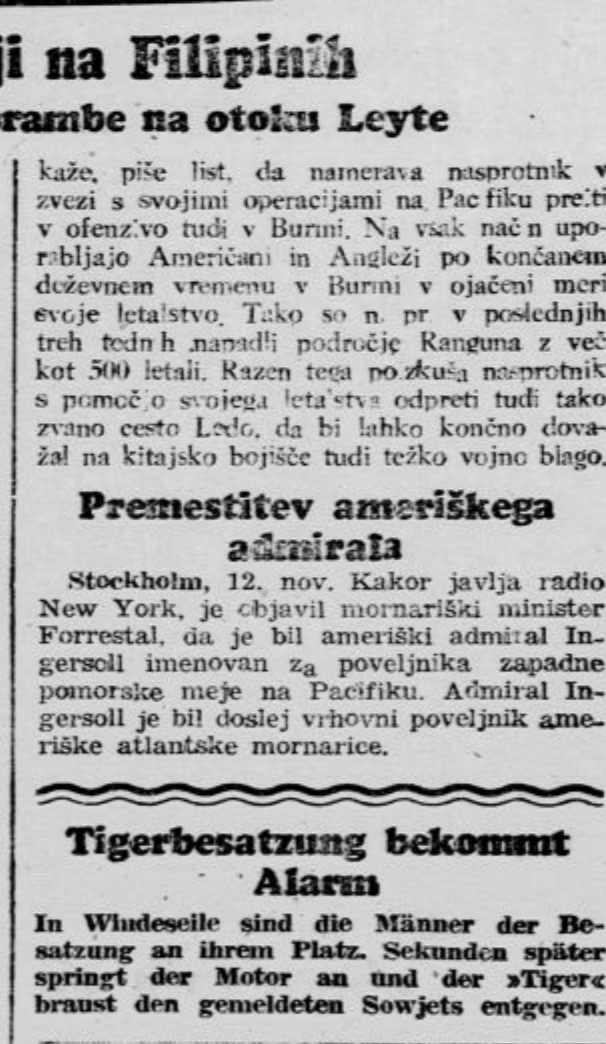 ji na Filipinih
rambe na otoku Leyte
kaže, piše list, da namerava nasprotnik v
zvezi s svojimi operacijami na Pacifiku preiti
v ofenzivo tudi v Burmi. Na vsak način upo-
rabljajo Američani in Angleži po končanem
deževnem vremenu v Burmi v ojačeni meri
svoje letalstvo. Tako so n. pr. v poslednjih
treh tednih napadli področje Ranguna z več
kot 500 letali. Razen tega poizkuša nasprotnik
s pomočjo svojega letalstva odpreti tudi tako
zvano cesto Ledo, da bi lahko končno dova-
žal na kitajsko bojišče tudi težko vojno blago.
Premestitev ameriškega
admirala
Stockholm, 12. nov. Kakor javlja radio
New York, je objavil mornariški minister
Forrestal, da je bil ameriški admiral In-
gersoll imenovan za poveljnika zapadne
pomorske meje na Pacifiku. Admiral In-
gersoll je bil doslej vrhovni poveljnik ame-
riške atlantske mornarice.
Tigerbesatzung bekommt
Alarm
In Windeseile sind die Männer der Be-
satzung an ihrem Platz. Sekunden später
springt der Motor an und der »Tiger«
braust den gemeldeten Sowjets entgegen.